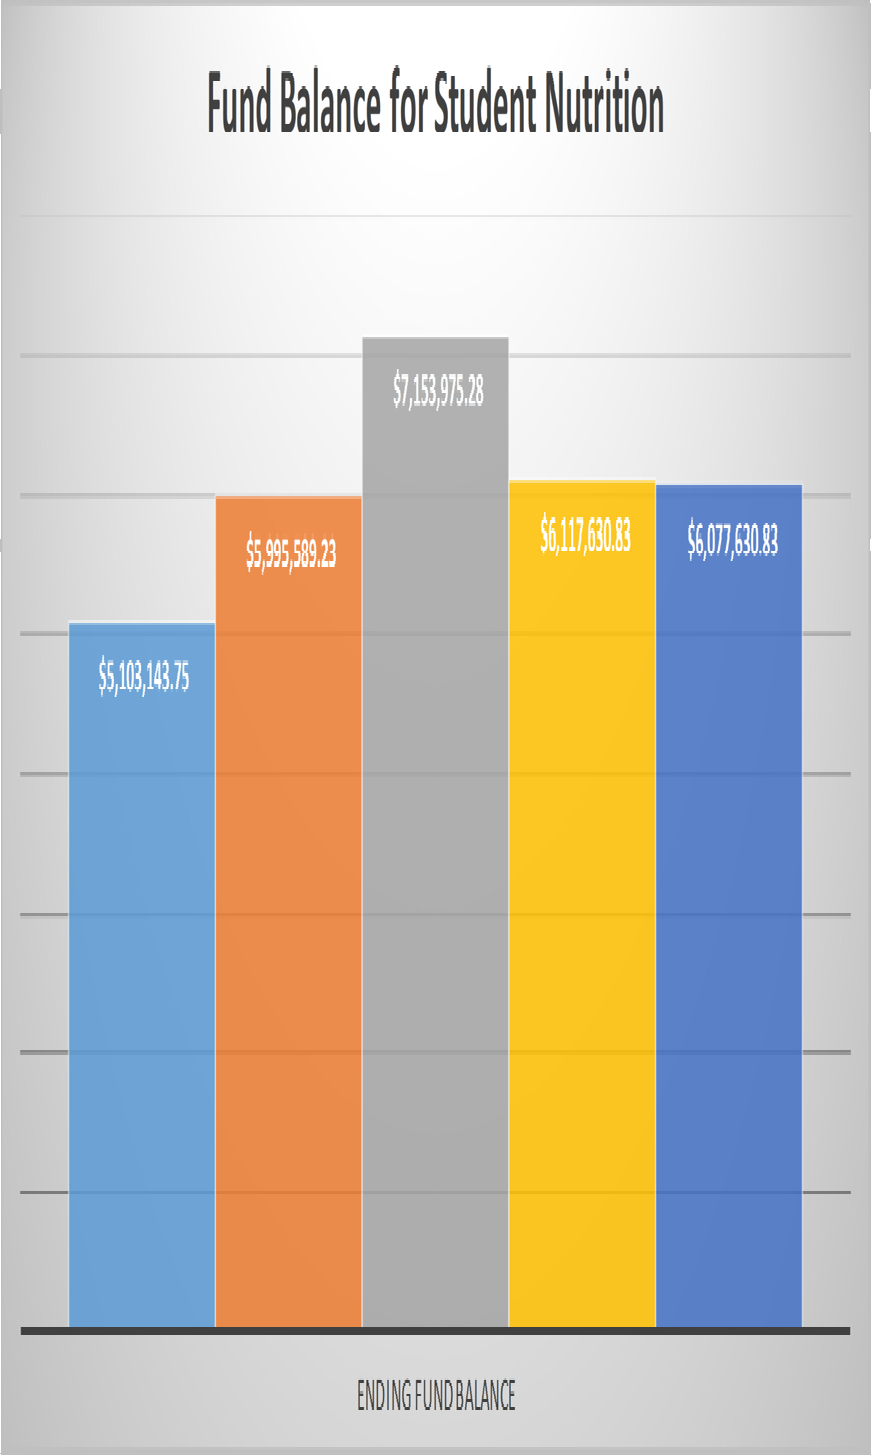 Fund Balance for Student Nutrition
$7,153,975.28
$6,117,630.83
$6,077,630.83
$5,995,589.23
$5,103,143.75
ENDING FUND BALANCE